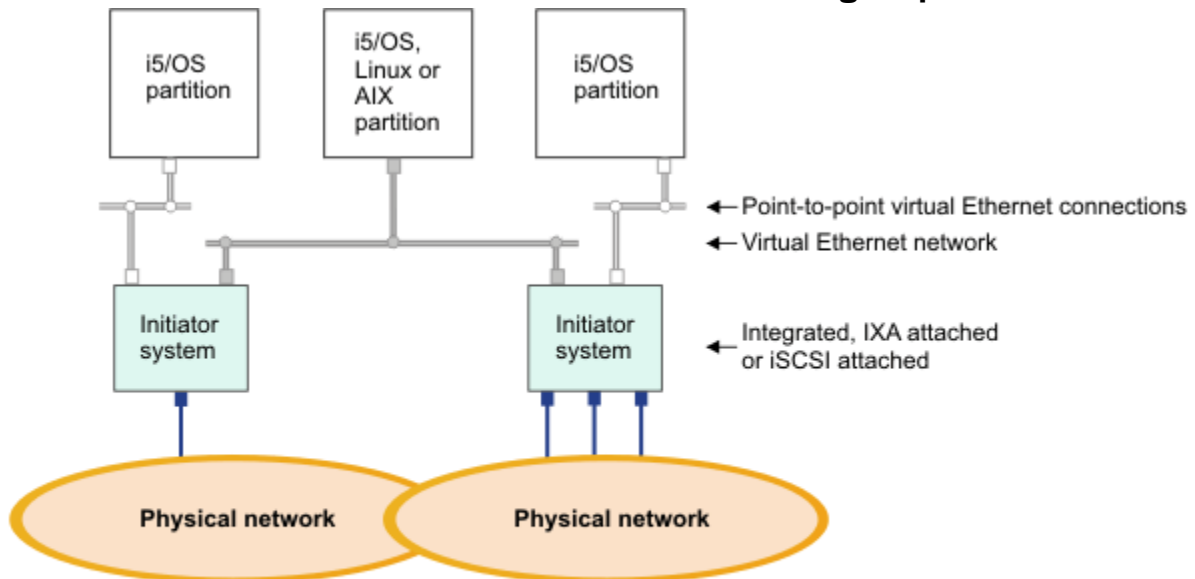 i5/OS
partition
i5/OS,
Linux or
AIX
partition
i5/OS
partition
Point-to-point virtual Ethernet connections
Virtual Ethernet network
Initiator
system
Initiator
system
Integrated, IXA attached
or iSCSI attached
Physical network
Physical network